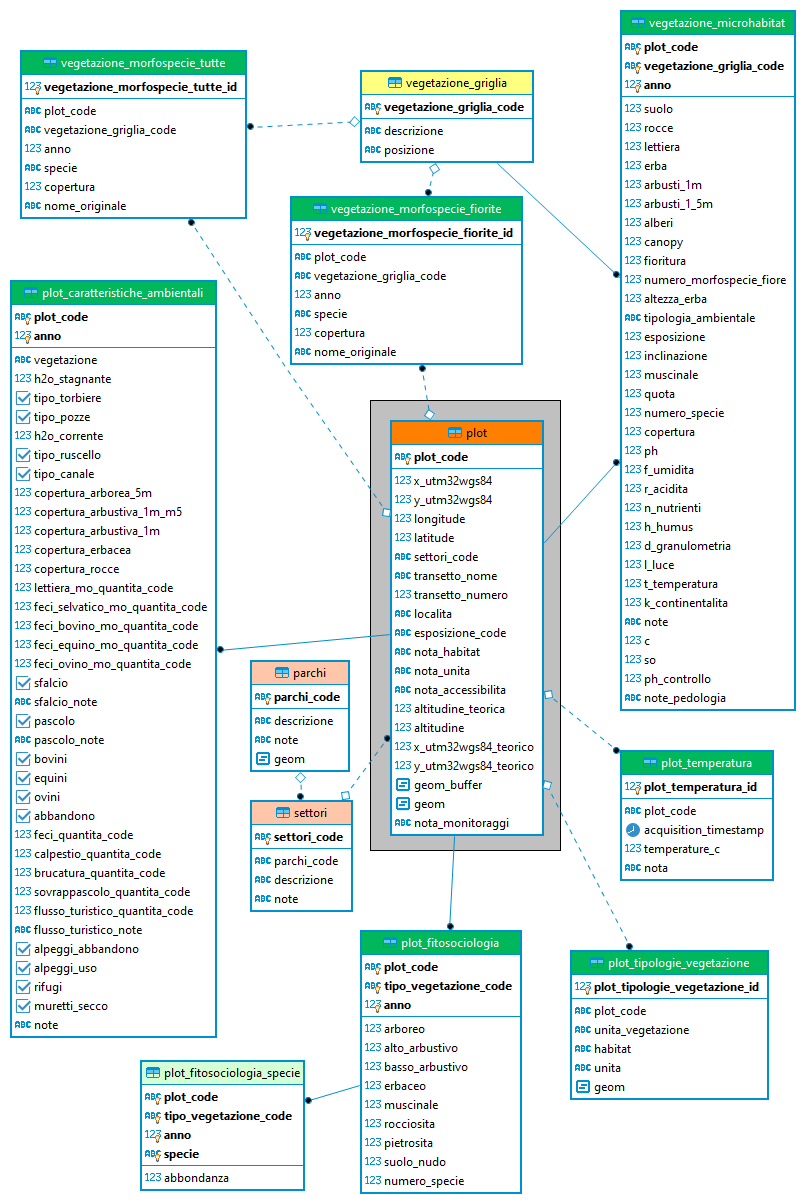 vegetazione_morfospecie_tutte
123 vegetazione_morfospecie_tutte_id
ABC plot_code
ABC vegetazione_griglia_code
123 anno
ABC specie
123 copertura
ABC nome_originale
vegetazione_griglia
ABC vegetazione_griglia_code
ABC descrizione
ABC posizione
vegetazione_microhabitat
ABC plot_code
ABC vegetazione_griglia_code
123 anno
123 suolo
123 rocce
123 lettiera
123 erba
123 arbusti_1m
123 arbusti_1_5m
123 alberi
123 canopy
123 fioritura
123 numero_morfospecie_fiore
123 altezza_erba
ABC tipologia_ambientale
123 esposizione
123 inclinazione
123 muscinale
123 quota
123 numero_specie
123 copertura
123 ph
123 f_umidita
123 r_acidita
123 n_nutrienti
123 h_humus
123 d_granulometria
123 l_luce
123 t_temperatura
123 k_continentalita
ABC note
123 c
123 so
123 ph_controllo
ABC note_pedologia
vegetazione_morfospecie_fiorite
123 vegetazione_morfospecie_fiorite_id
ABC plot_code
ABC vegetazione_griglia_code
123 anno
ABC specie
123 copertura
ABC nome_originale
plot_caratteristiche_ambientali
ABC plot_code
123 anno
ABC vegetazione
123 h2o_stagnante
tipo_torbiere
tipo_pozze
123 h2o_corrente
tipo_ruscello
tipo_canale
123 copertura_arborea_5m
123 copertura_arbustiva_1m_m5
123 copertura_arbustiva_1m
123 copertura_erbacea
123 copertura_rocce
123 lettiera_mo_quantita_code
123 feci_selvatico_mo_quantita_code
123 feci_bovino_mo_quantita_code
123 feci_equino_mo_quantita_code
123 feci_ovino_mo_quantita_code
sfalcio
ABC sfalcio_note
pascolo
ABC pascolo_note
bovini
equini
ovini
abbandono
123 feci_quantita_code
123 calpestio_quantita_code
123 brucatura_quantita_code
123 sovrappascolo_quantita_code
123 flusso_turistico_quantita_code
ABC flusso_turistico_note
alpeggi_abbandono
alpeggi_uso
rifugi
muretti_secco
ABC note
plot
ABC plot_code
123 x_utm32wgs84
123 y_utm32wgs84
123 longitude
123 latitude
ABC settori_code
ABC transetto_nome
123 transetto_numero
ABC localita
ABC esposizione_code
ABC nota_habitat
ABC nota_unita
ABC nota_accessibilita
123 altitudine_teorica
123 altitudine
123 x_utm32wgs84_teorico
123 y_utm32wgs84_teorico
geom_buffer
geom
ABC nota_monitoraggi
parchi
ABC parchi_code
ABC descrizione
ABC note
geom
settori
ABC settori_code
ABC parchi_code
ABC descrizione
ABC note
plot_temperatura
123 plot_temperatura_id
ABC plot_code
acquisition_timestamp
123 temperature_c
ABC nota
plot_fitosociologia
ABC plot_code
ABC tipo_vegetazione_code
123 anno
123 arboreo
123 alto_arbustivo
123 basso_arbustivo
123 erbaceo
123 muscinale
123 rocciosita
123 pietrosita
123 suolo_nudo
123 numero_specie
plot_tipologie_vegetazione
123 plot_tipologie_vegetazione_id
ABC plot_code
ABC unita_vegetazione
ABC habitat
ABC unita
geom
plot_fitosociologia_specie
ABC plot_code
ABC tipo_vegetazione_code
123 anno
ABC specie
123 abbondanza